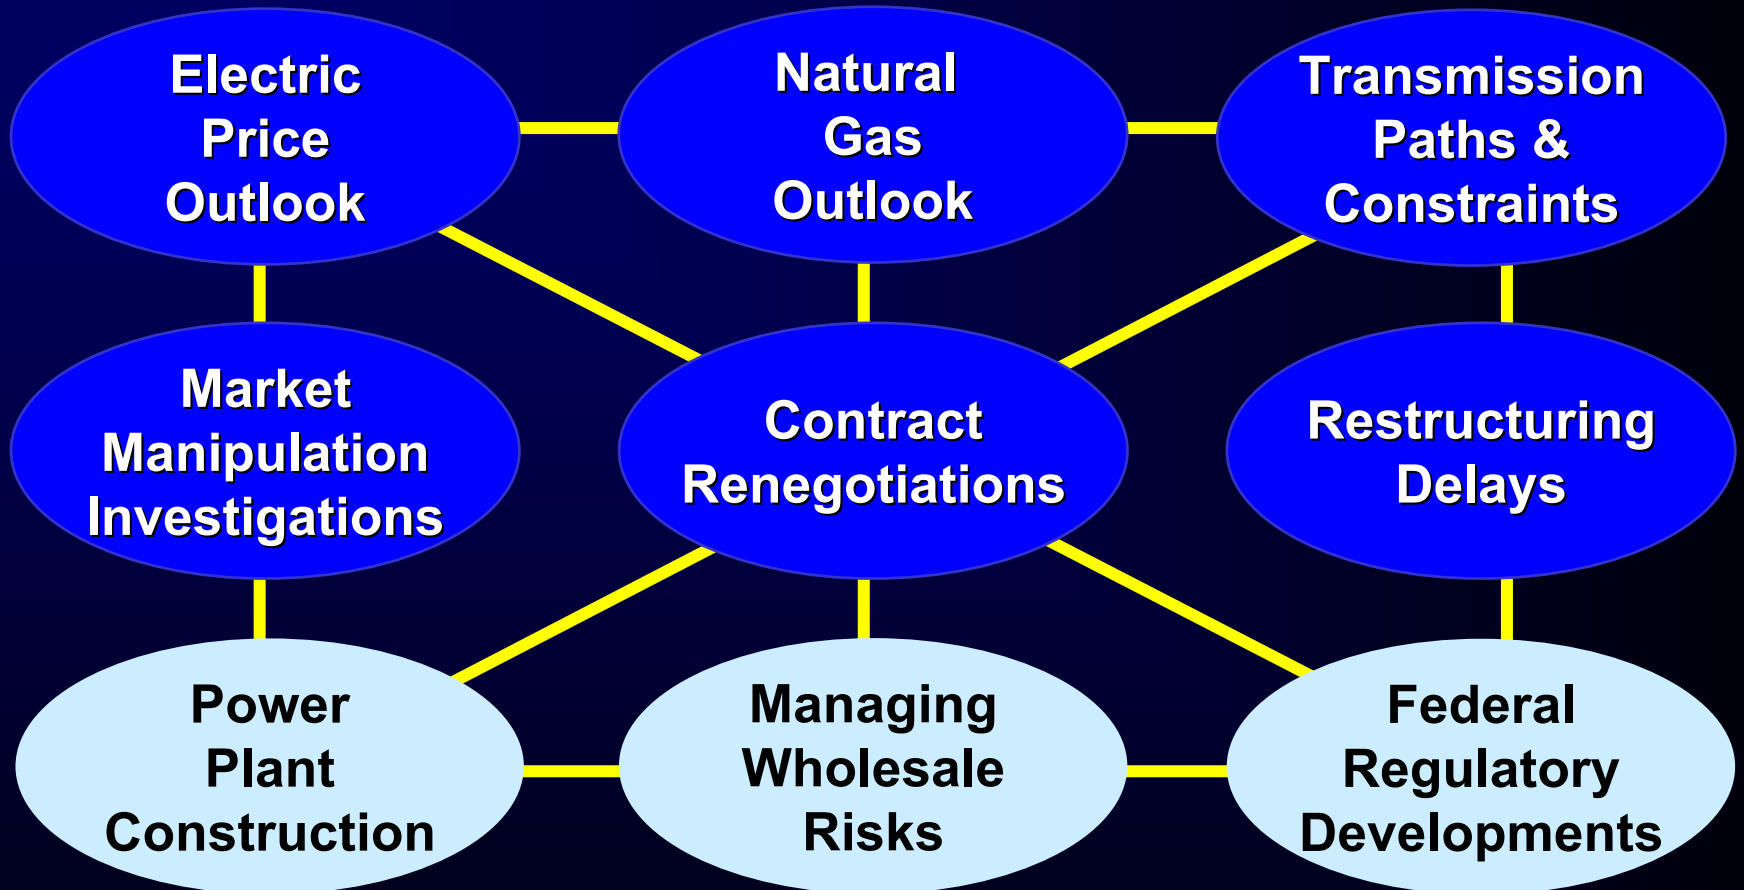 Electric
Price
Outlook
Natural
Gas
Outlook
Transmission
Paths &
Constraints
Market
Manipulation
Investigations
Contract
Renegotiations
Restructuring
Delays
Power
Plant
Construction
Managing
Wholesale
Risks
Federal
Regulatory
Developments